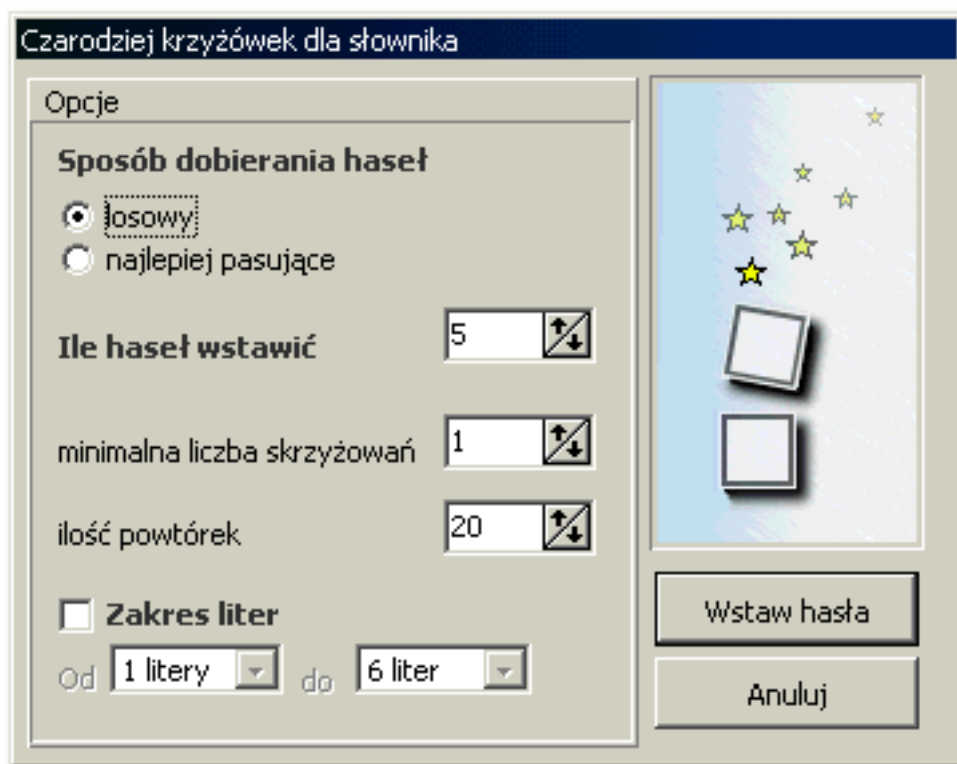 Czarodziej krzyżówek dla słownika
Opcje
Sposób dobierania haseł
losowy
najlepiej pasujące
Ile haseł wstawić 5
minimalna liczba skrzyżowań 1
ilość powtórek 20
Zakres liter
Od 1 litery do 6 liter
Wstaw hasła
Anuluj